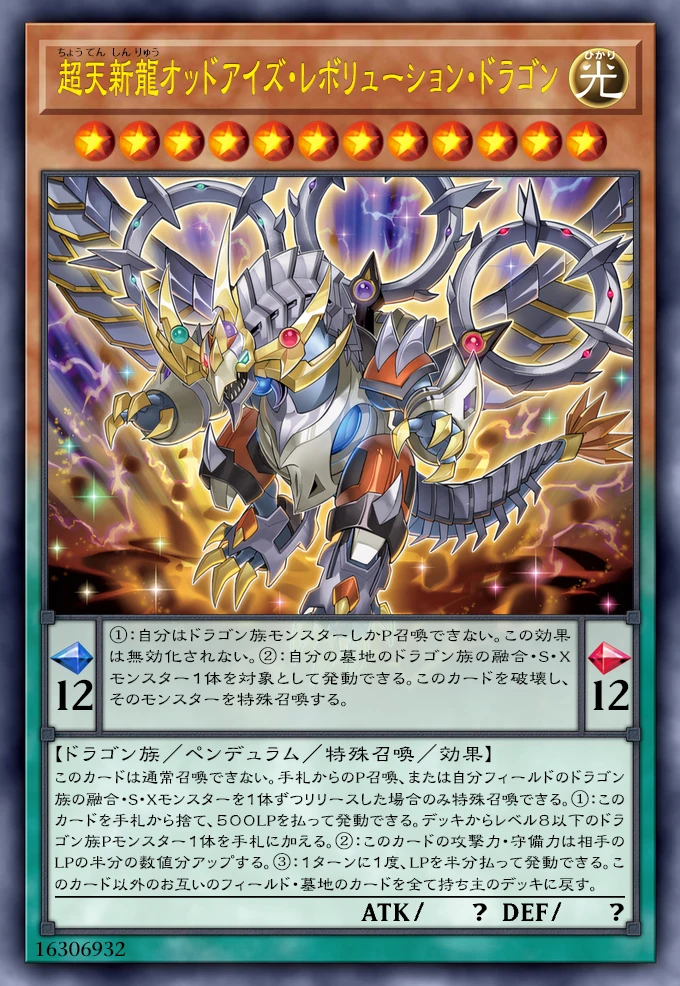 ちょうてんしんりゅう
超天新龍オッドアイズ・レボリューション・ドラゴン
ひかり
光
①：自分はドラゴン族モンスターしかP召喚できない。この効果
は無効化されない。②：自分の墓地のドラゴン族の融合・S・X
モンスター１体を対象として発動できる。このカードを破壊し、
そのモンスターを特殊召喚する。
12
12
【ドラゴン族／ペンデュラム／特殊召喚／効果】
このカードは通常召喚できない。手札からのP召喚、または自分フィールドのドラゴン
族の融合・S・Xモンスターを１体ずつリリースした場合のみ特殊召喚できる。①：この
カードを手札から捨て、５００LPを払って発動できる。デッキからレベル８以下のドラ
ゴン族Pモンスター１体を手札に加える。②：このカードの攻撃力・守備力は相手の
LPの半分の数値分アップする。③：１ターンに１度、LPを半分払って発動できる。こ
のカード以外のお互いのフィールド・墓地のカードを全て持ち主のデッキに戻す。
ATK/ ? DEF/ ?
16306932